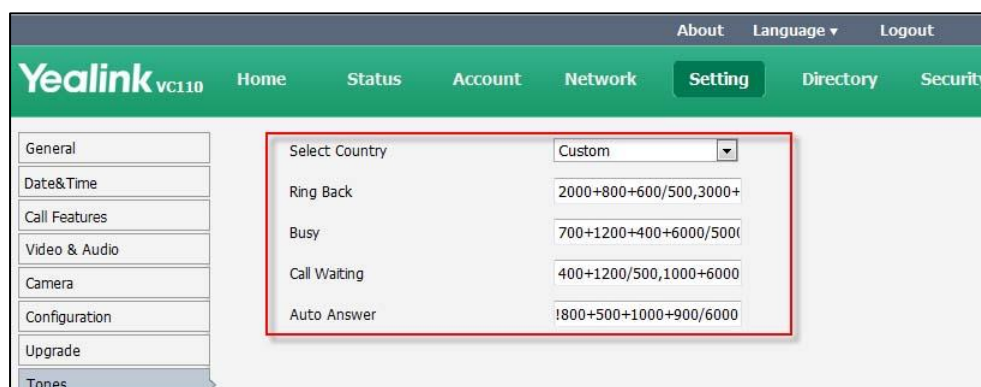 About Language ▾ Logout
Yealink VC110 Home Status Account Network Setting Directory Securit
General
Date&Time
Call Features
Video & Audio
Camera
Configuration
Upgrade
Tones
Select Country Custom
Ring Back 2000+800+600/500,3000+
Busy 700+1200+400+6000/500(
Call Waiting 400+1200/500,1000+6000
Auto Answer !800+500+1000+900/6000